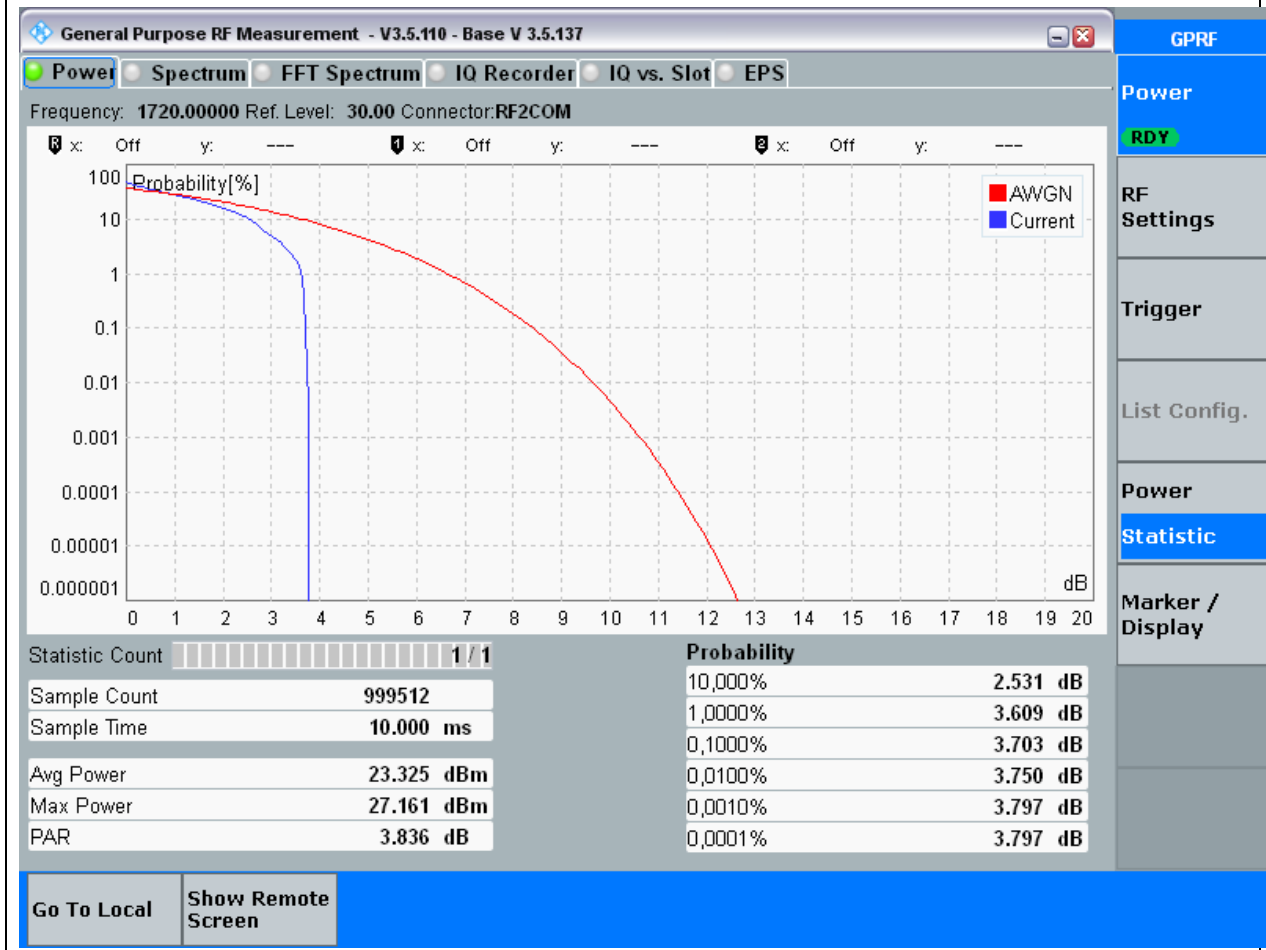 General Purpose RF Measurement - V3.5.110 - Base V 3.5.137
GPRF
Power Spectrum FFT Spectrum IQ Recorder IQ vs. Slot EPS
Frequency: 1720.00000 Ref. Level: 30.00 Connector:RF2COM
R x: Off y: --- 1 x: Off y: --- 2 x: Off y: ---
Probability[%]
AWGN
Current
100
10
1
0.1
0.01
0.001
0.0001
0.00001
0.000001
dB
0 1 2 3 4 5 6 7 8 9 10 11 12 13 14 15 16 17 18 19 20
Statistic Count 1 / 1
Sample Count 999512
Sample Time 10.000 ms
Avg Power 23.325 dBm
Max Power 27.161 dBm
PAR 3.836 dB
Probability
10,000% 2.531 dB
1,0000% 3.609 dB
0,1000% 3.703 dB
0,0100% 3.750 dB
0,0010% 3.797 dB
0,0001% 3.797 dB
Power
RDY
RF
Settings
Trigger
List Config.
Power
Statistic
Marker /
Display
Go To Local
Show Remote
Screen